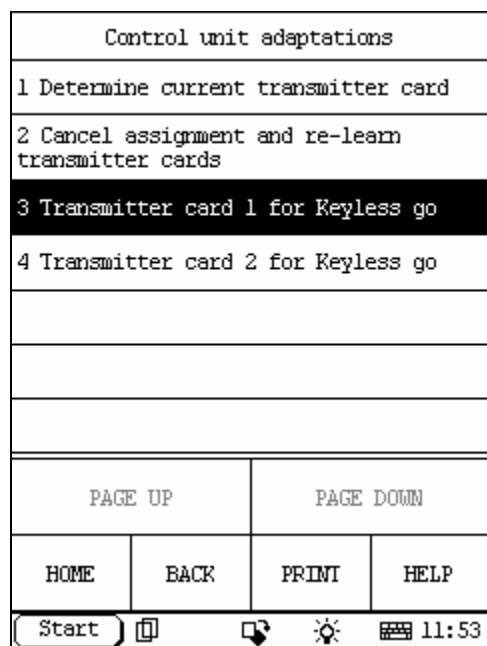 Control unit adaptations
1 Determine current transmitter card
2 Cancel assignment and re-learn
transmitter cards
3 Transmitter card 1 for Keyless go
4 Transmitter card 2 for Keyless go
PAGE UP PAGE DOWN
HOME BACK PRINT HELP
Start 11:53